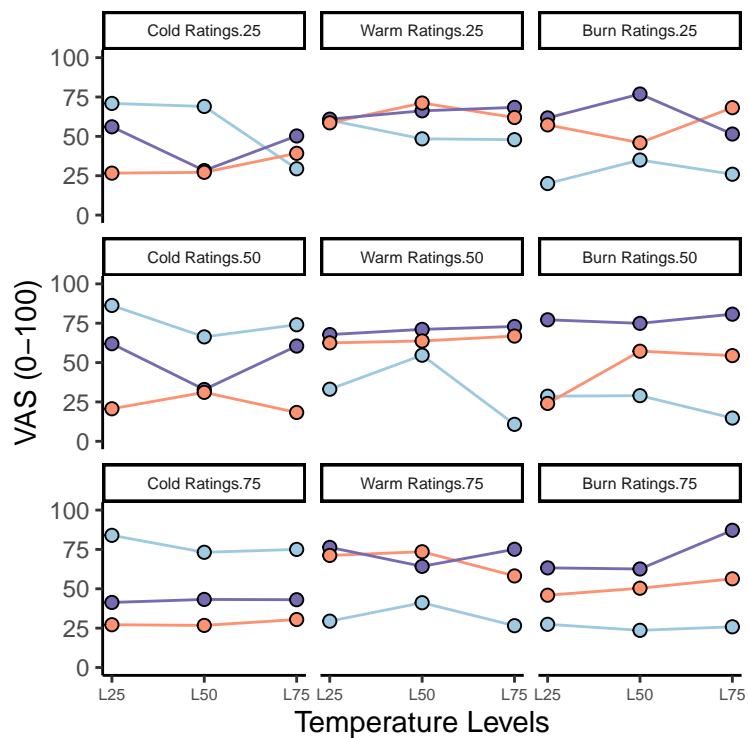 Cold Ratings.25 Warm Ratings.25 Burn Ratings.25
100
75
50
25
0
Cold Ratings.50 Warm Ratings.50 Burn Ratings.50
100
75
50
25
0
VAS (0−100)
Cold Ratings.75 Warm Ratings.75 Burn Ratings.75
100
75
50
25
0
L25 L50 L75 L25 L50 L75 L25 L50 L75
Temperature Levels